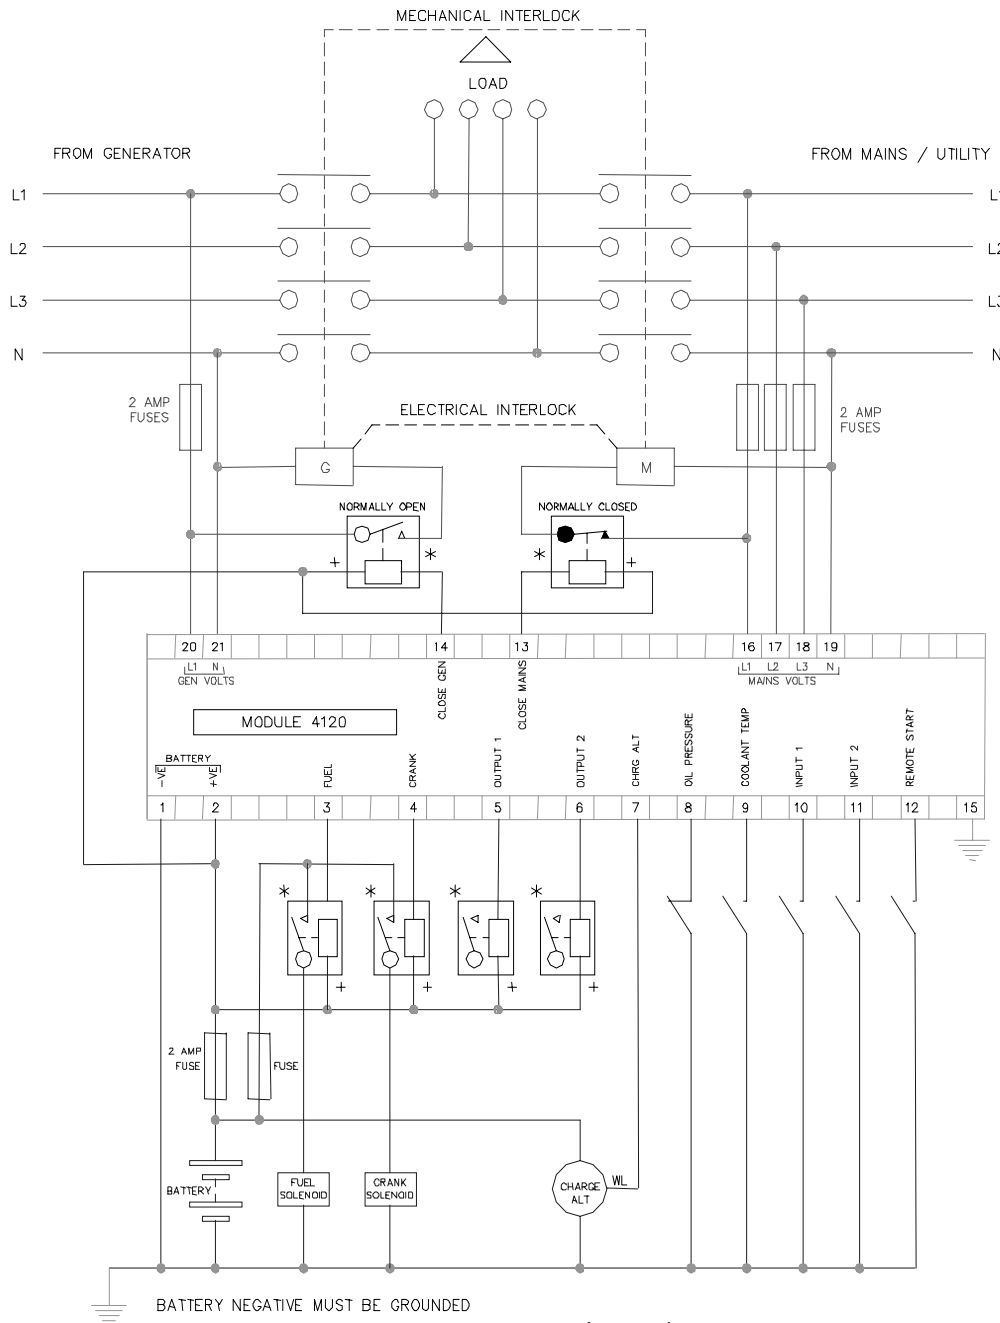 MECHANICAL INTERLOCK
LOAD
FROM GENERATOR
FROM MAINS / UTILITY
L1
L1
L2
L2
L3
L3
N
N
2 AMP
FUSES
2 AMP
FUSES
ELECTRICAL INTERLOCK
G
M
NORMALLY OPEN
NORMALLY CLOSED
*
*
+
+
20
21
14
13
16
17
18
19
L1
N
GEN VOLTS
CLOSE GEN
CLOSE MAINS
L1
L2
L3
N
MAINS VOLTS
MODULE 4120
BATTERY
-VE
+VE
FUEL
CRANK
OUTPUT 1
OUTPUT 2
CHRG ALT
OIL PRESSURE
COOLANT TEMP
INPUT 1
INPUT 2
REMOTE START
1
2
3
4
5
6
7
8
9
10
11
12
15
*
*
*
*
+
+
+
+
2 AMP
FUSE
FUSE
BATTERY
FUEL
SOLENOID
CRANK
SOLENOID
CHARGE
ALT
WL
BATTERY NEGATIVE MUST BE GROUNDED